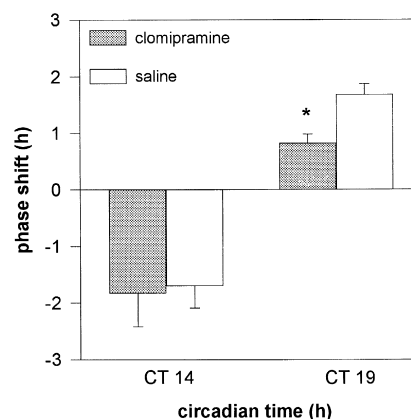 3
clomipramine
2
saline
*
1
0
-1
-2
-3
phase shift (h)
CT 14 CT 19
circadian time (h)